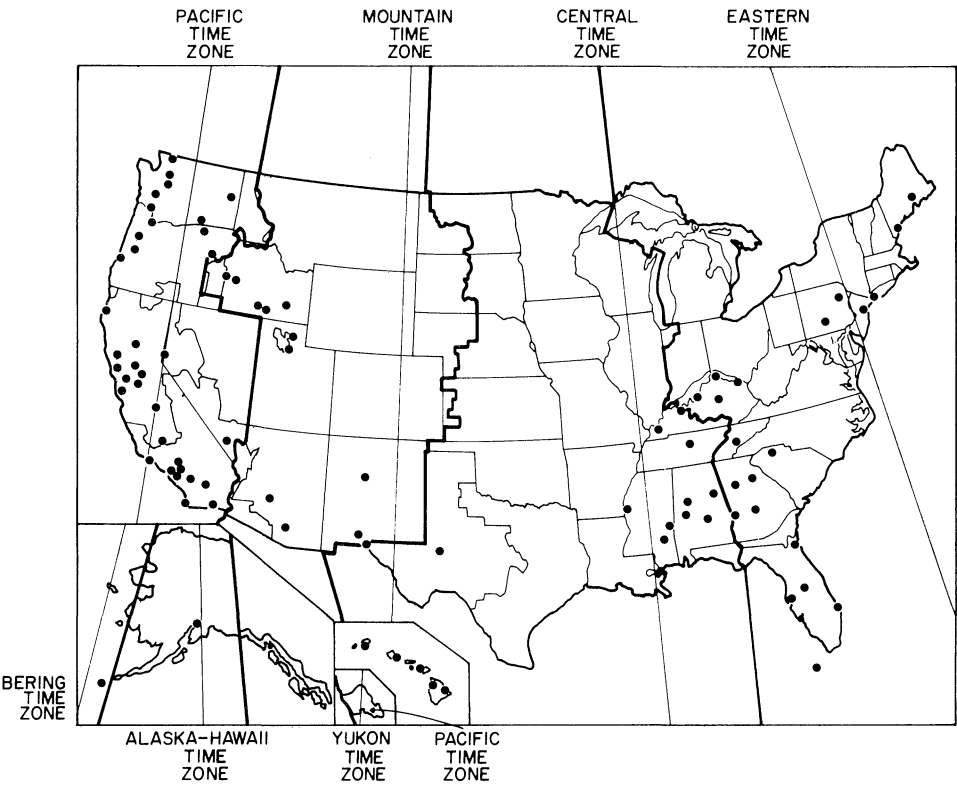 PACIFIC
TIME
ZONE
MOUNTAIN
TIME
ZONE
CENTRAL
TIME
ZONE
EASTERN
TIME
ZONE
BERING
TIME
ZONE
ALASKA-HAWAII
TIME
ZONE
YUKON
TIME
ZONE
PACIFIC
TIME
ZONE